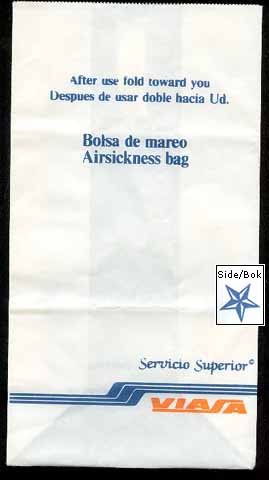 After use fold toward you
Despues de usar doble hacia Ud.
Bolsa de mareo
Airsickness bag
Side/Bok
Servicio Superior©
VIASA